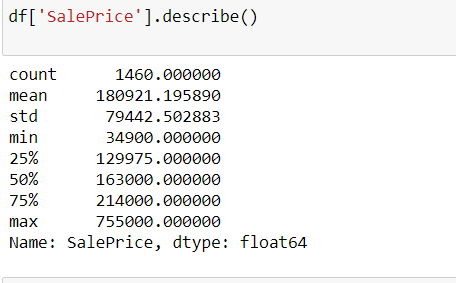 df['SalePrice'].describe()
count 1460.000000
mean 180921.195890
std 79442.502883
min 34900.000000
25% 129975.000000
50% 163000.000000
75% 214000.000000
max 755000.000000
Name: SalePrice, dtype: float64